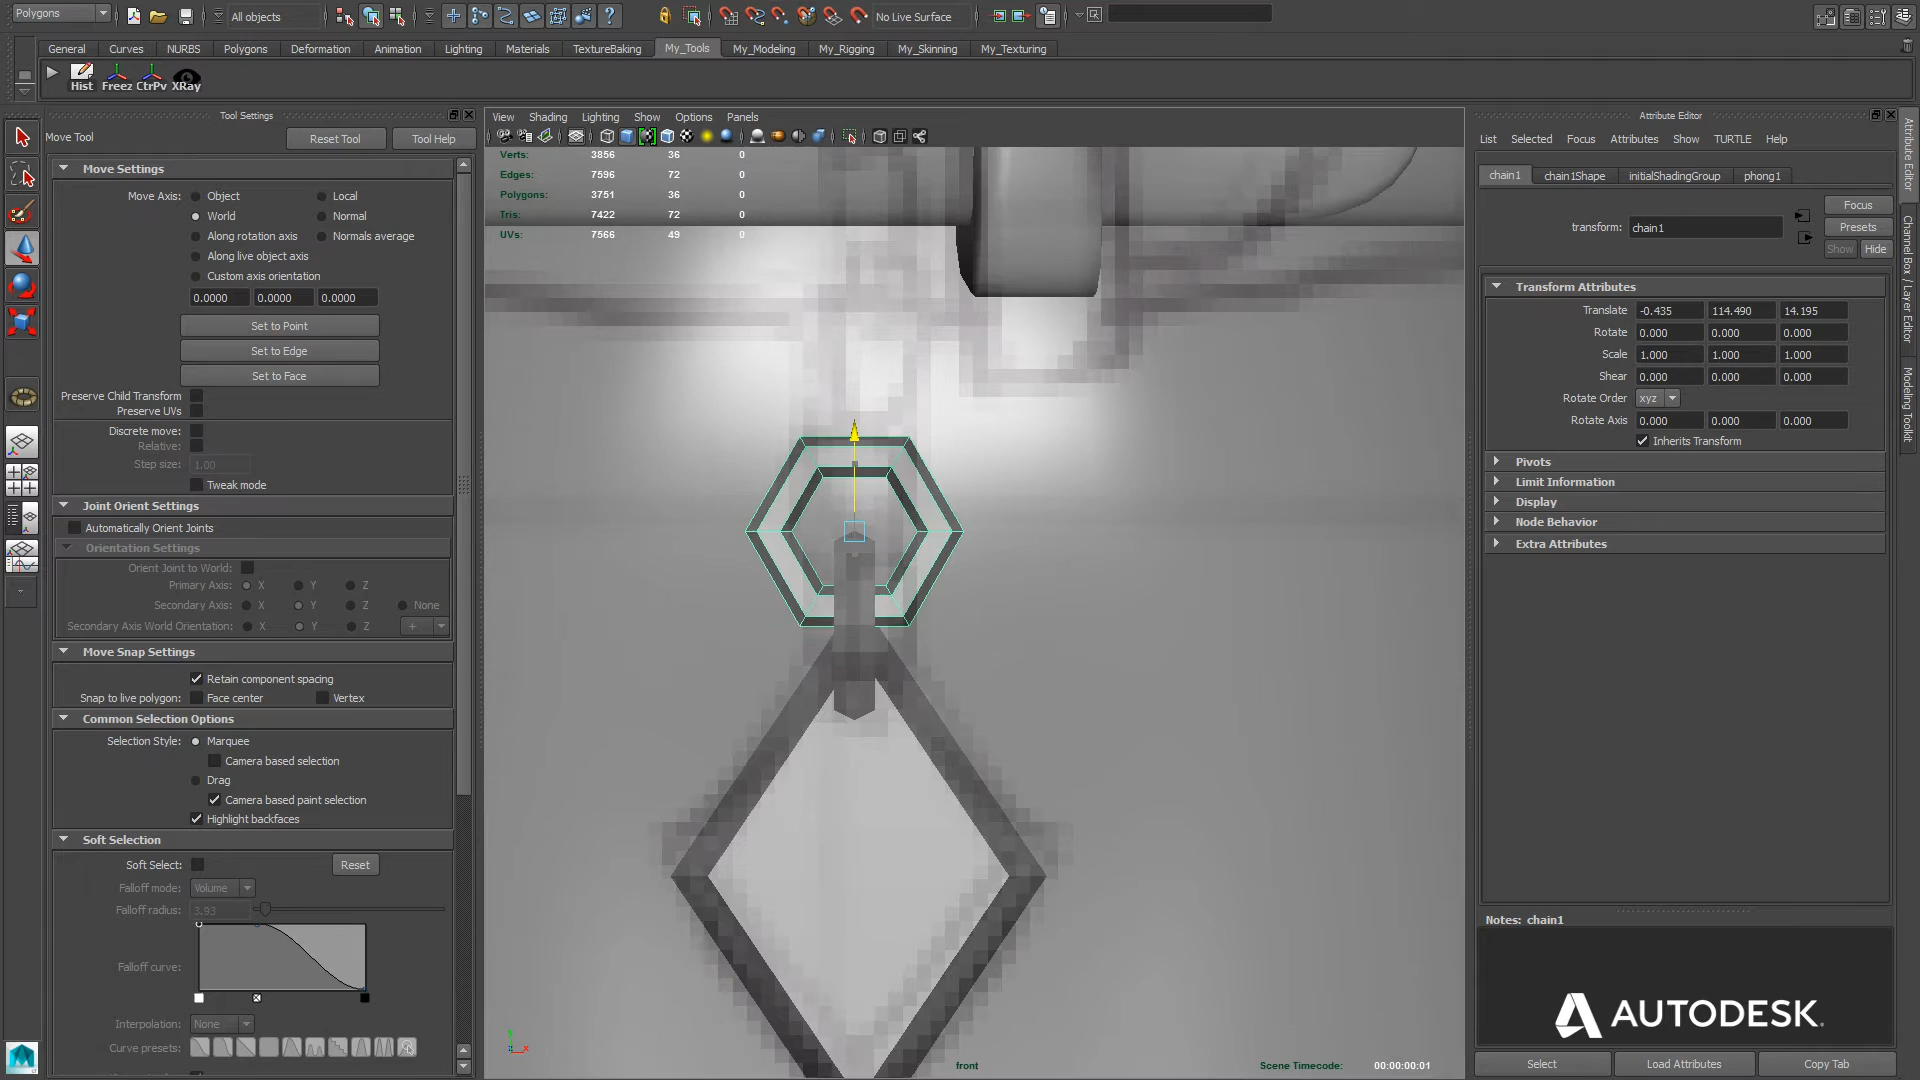 Polygons
All objects
No Live Surface
General Curves NURBS Polygons Deformation Animation Lighting Materials TextureBaking My_Tools My_Modeling My_Rigging My_Skinning My_Texturing
Hist Freez CtrPv XRay
Tool Settings
Move Tool
Reset Tool
Tool Help
Move Settings
Move Axis: Object Local
World Normal
Along rotation axis Normals average
Along live object axis
Custom axis orientation
0.0000 0.0000 0.0000
Set to Point
Set to Edge
Set to Face
Preserve Child Transform
Preserve UVs
Discrete move:
Relative:
Step size: 1.00
Tweak mode
Joint Orient Settings
Automatically Orient Joints
Orientation Settings
Orient Joint to World:
Primary Axis: X Y Z
Secondary Axis: X Y Z None
Secondary Axis World Orientation: X Y Z +
Move Snap Settings
Retain component spacing
Snap to live polygon: Face center Vertex
Common Selection Options
Selection Style: Marquee
Camera based selection
Drag
Camera based paint selection
Highlight backfaces
Soft Selection
Soft Select: Reset
Falloff mode: Volume
Falloff radius: 3.93
Falloff curve:
Interpolation: None
Curve presets:
View Shading Lighting Show Options Panels
Verts: 3856 36 0
Edges: 7596 72 0
Polygons: 3751 36 0
Tris: 7422 72 0
UVs: 7566 49 0
front
Scene Timecode: 00:00:00:01
Attribute Editor
List Selected Focus Attributes Show TURTLE Help
chain1 chain1Shape initialShadingGroup phong1
Focus
transform: chain1
Presets
Show Hide
Transform Attributes
Translate -0.435 114.490 14.195
Rotate 0.000 0.000 0.000
Scale 1.000 1.000 1.000
Shear 0.000 0.000 0.000
Rotate Order xyz
Rotate Axis 0.000 0.000 0.000
Inherits Transform
Pivots
Limit Information
Display
Node Behavior
Extra Attributes
Notes: chain1
AUTODESK.
Select Load Attributes Copy Tab
Attribute Editor
Channel Box / Layer Editor
Modeling Toolkit